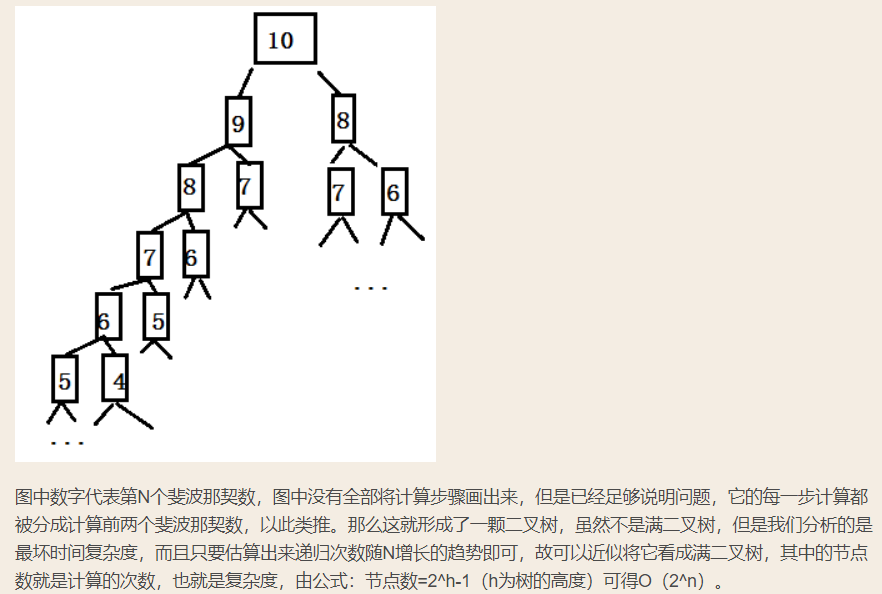 10
9 8
8 7 7 6
7 6
...
6 5
5 4
...
图中数字代表第N个斐波那契数，图中没有全部将计算步骤画出来，但是已经足够说明问题，它的每一步计算都
被分成计算前两个斐波那契数，以此类推。那么这就形成了一颗二叉树，虽然不是满二叉树，但是我们分析的是
最坏时间复杂度，而且只要估算出来递归次数随N增长的趋势即可，故可以近似将它看成满二叉树，其中的节点
数就是计算的次数，也就是复杂度，由公式：节点数=2^h-1（h为树的高度）可得O（2^n）。